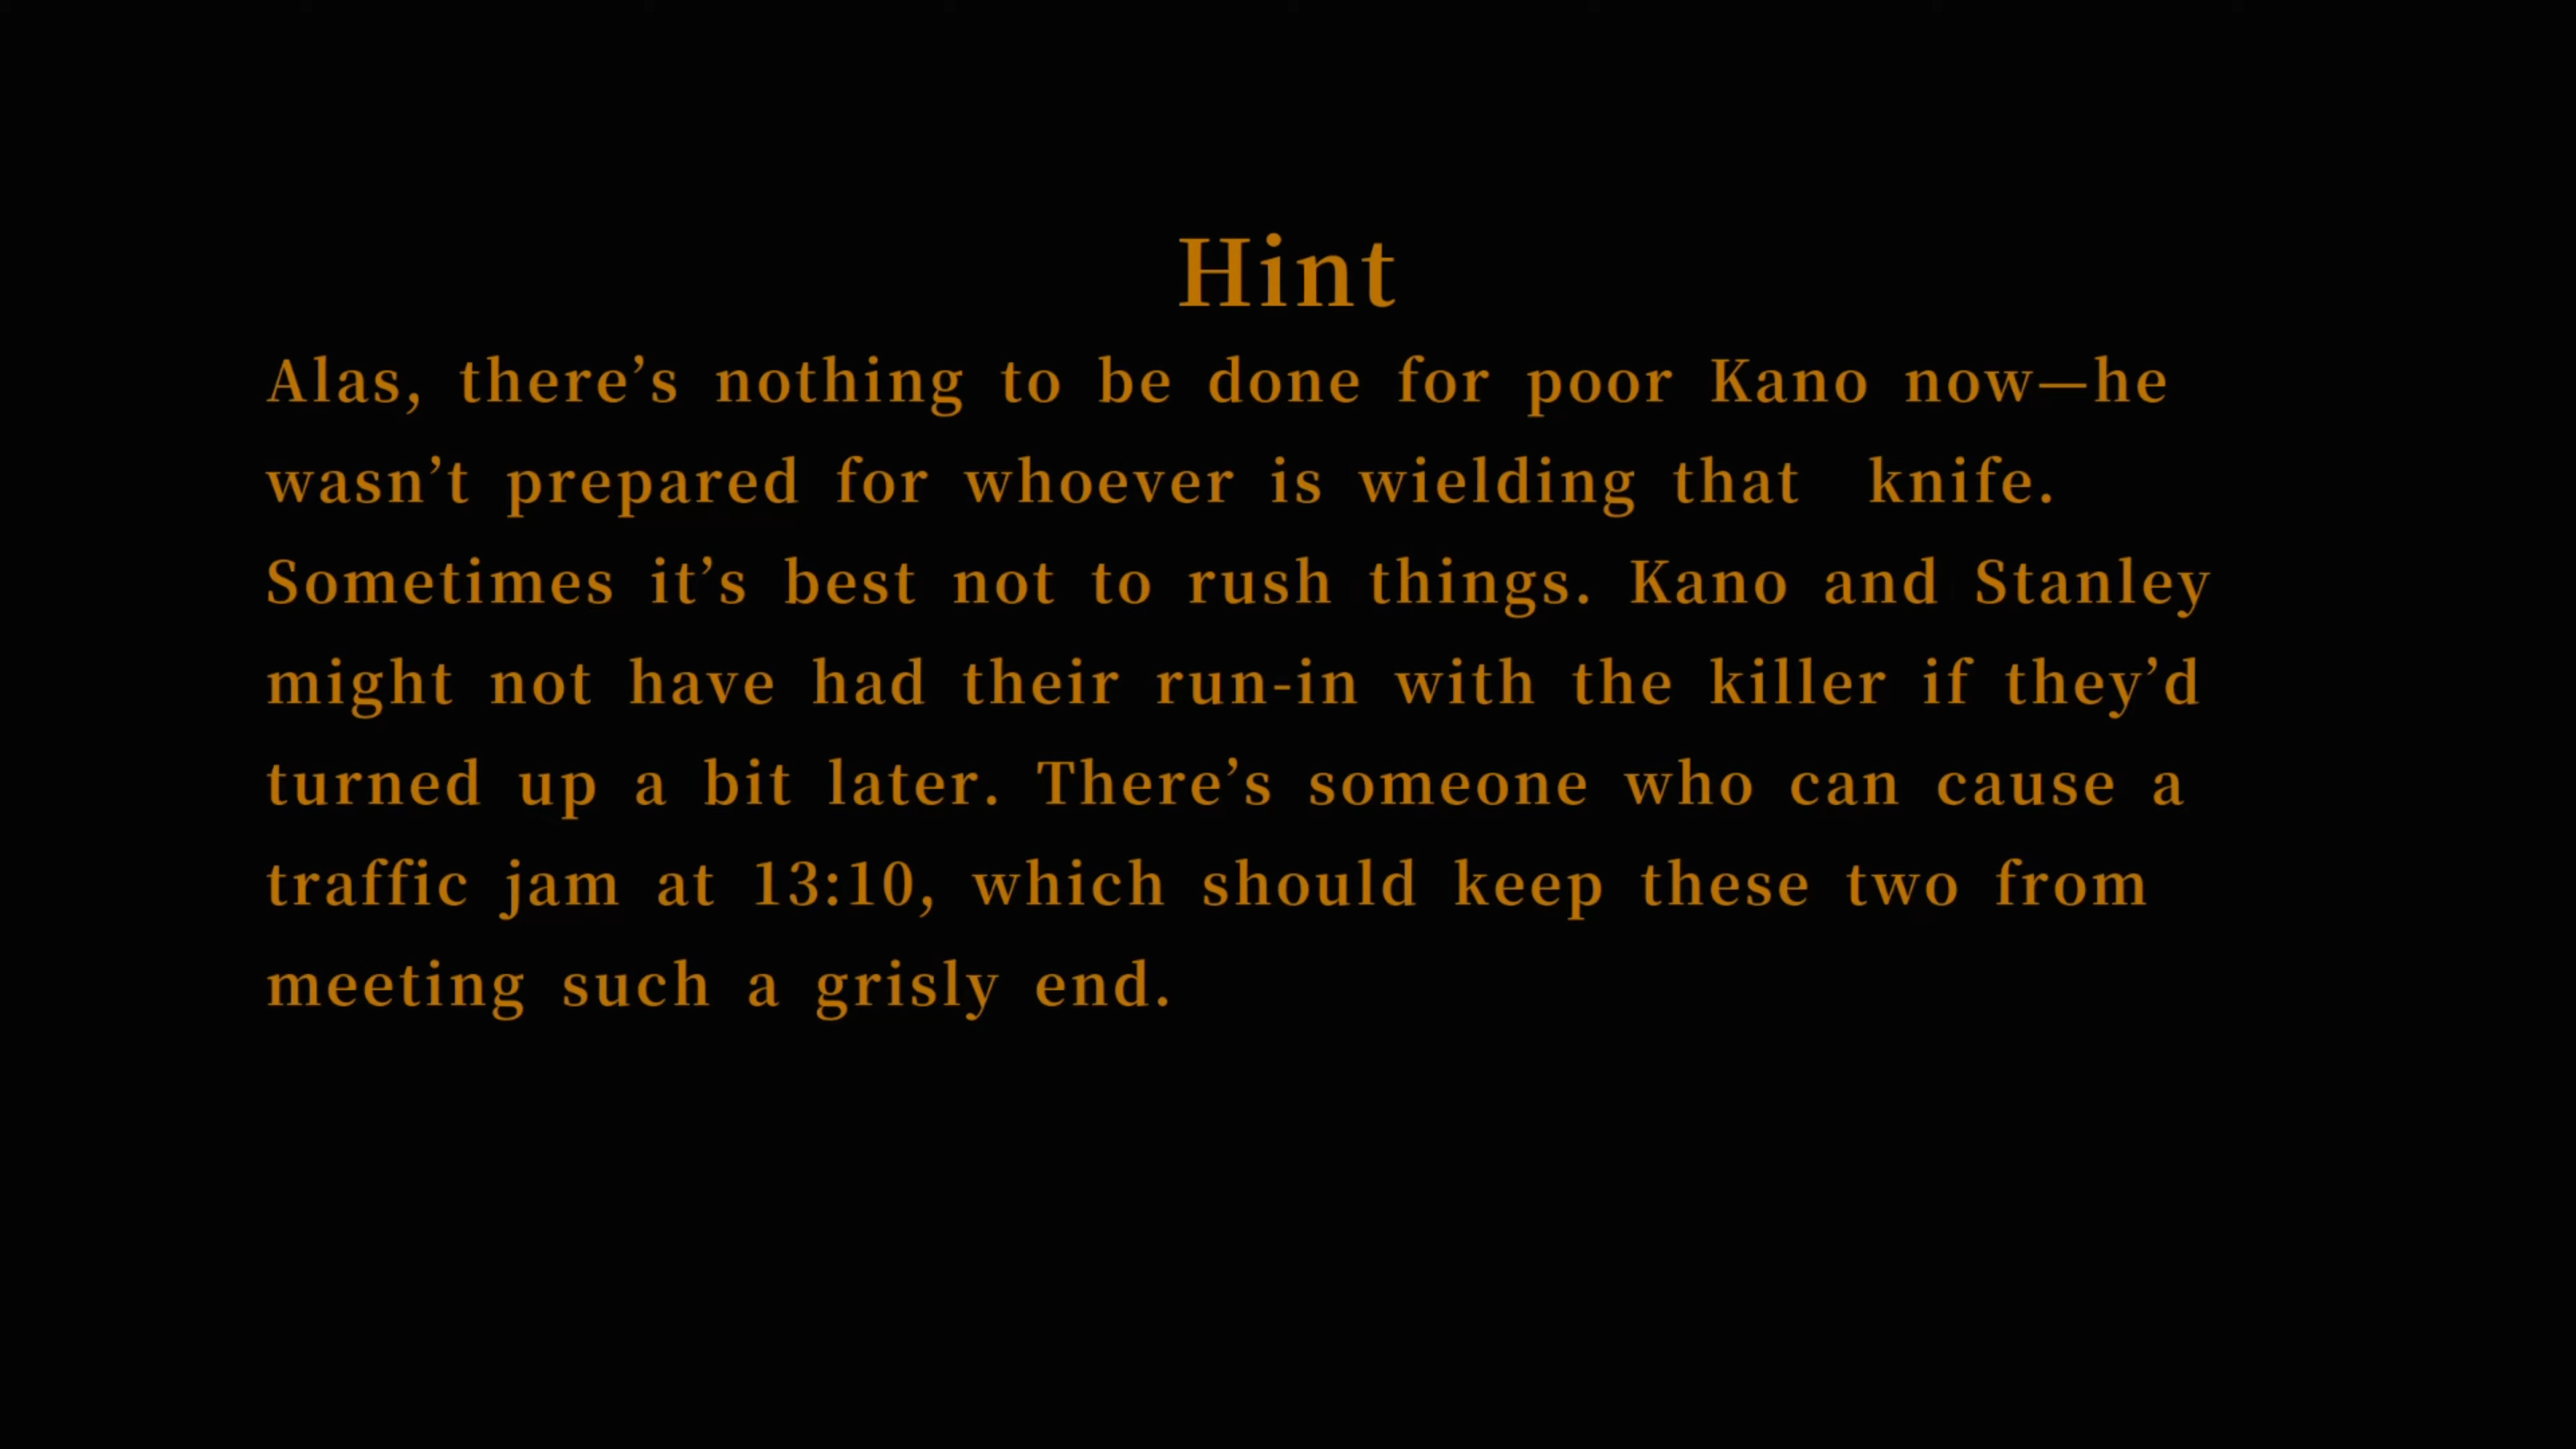 Hint
Alas, there’s nothing to be done for poor Kano now—he
wasn’t prepared for whoever is wielding that  knife.
Sometimes it’s best not to rush things. Kano and Stanley
might not have had their run-in with the killer if they’d
turned up a bit later. There’s someone who can cause a
traffic jam at 13:10, which should keep these two from
meeting such a grisly end.